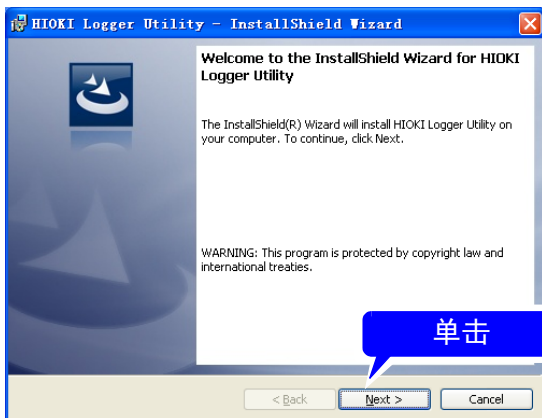 HIOKI Logger Utility - InstallShield Wizard
Welcome to the InstallShield Wizard for HIOKI
Logger Utility
The InstallShield(R) Wizard will install HIOKI Logger Utility on
your computer. To continue, click Next.
WARNING: This program is protected by copyright law and
international treaties.
单击
< Back
Next >
Cancel